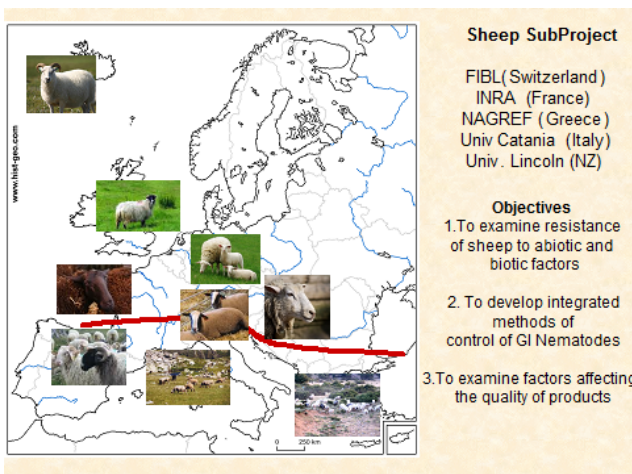 Sheep SubProject
FIBL( Switzerland )
INRA (France)
NAGREF ( Greece )
Univ Catania (Italy)
Univ. Lincoln (NZ)
Objectives
1.To examine resistance
of sheep to abiotic and
biotic factors
2. To develop integrated
methods of
control of GI Nematodes
3.To examine factors affecting
the quality of products
www.hist-geo.com
0 250 km